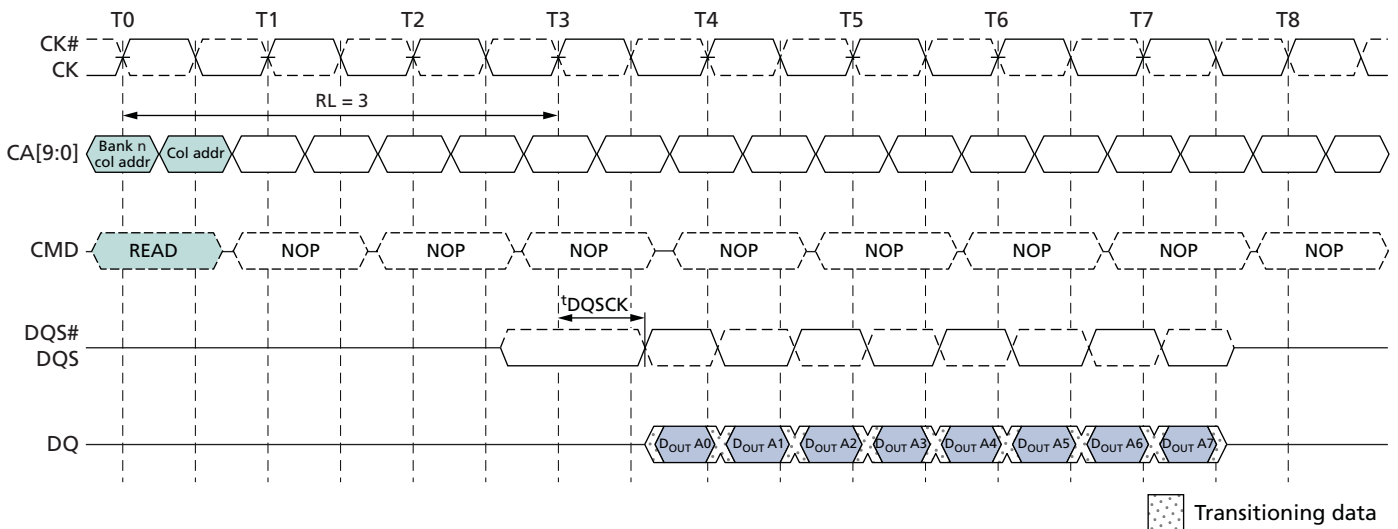 T0 T1 T2 T3 T4 T5 T6 T7 T8
CK#
CK
RL = 3
CA[9:0]
Bank n
col addr
Col addr
CMD
READ NOP NOP NOP NOP NOP NOP NOP NOP
tDQSCK
DQS#
DQS
DQ
DOUT A0 DOUT A1 DOUT A2 DOUT A3 DOUT A4 DOUT A5 DOUT A6 DOUT A7
Transitioning data